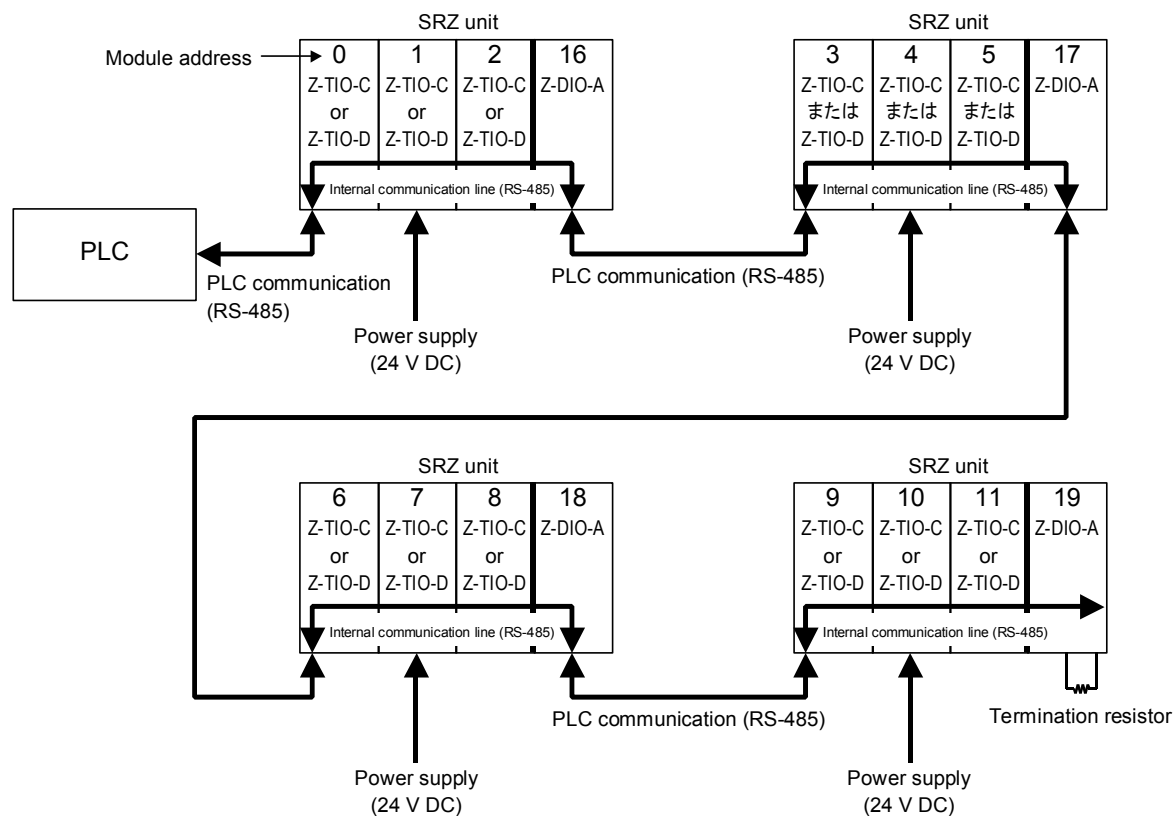 SRZ unit
Module address
0
Z-TIO-C
or
Z-TIO-D
1
Z-TIO-C
or
Z-TIO-D
2
Z-TIO-C
or
Z-TIO-D
16
Z-DIO-A
Internal communication line (RS-485)
SRZ unit
3
Z-TIO-C
または
Z-TIO-D
4
Z-TIO-C
または
Z-TIO-D
5
Z-TIO-C
または
Z-TIO-D
17
Z-DIO-A
Internal communication line (RS-485)
PLC
PLC communication
(RS-485)
PLC communication (RS-485)
Power supply
(24 V DC)
Power supply
(24 V DC)
SRZ unit
6
Z-TIO-C
or
Z-TIO-D
7
Z-TIO-C
or
Z-TIO-D
8
Z-TIO-C
or
Z-TIO-D
18
Z-DIO-A
Internal communication line (RS-485)
SRZ unit
9
Z-TIO-C
or
Z-TIO-D
10
Z-TIO-C
or
Z-TIO-D
11
Z-TIO-C
or
Z-TIO-D
19
Z-DIO-A
Internal communication line (RS-485)
PLC communication (RS-485)
Termination resistor
Power supply
(24 V DC)
Power supply
(24 V DC)